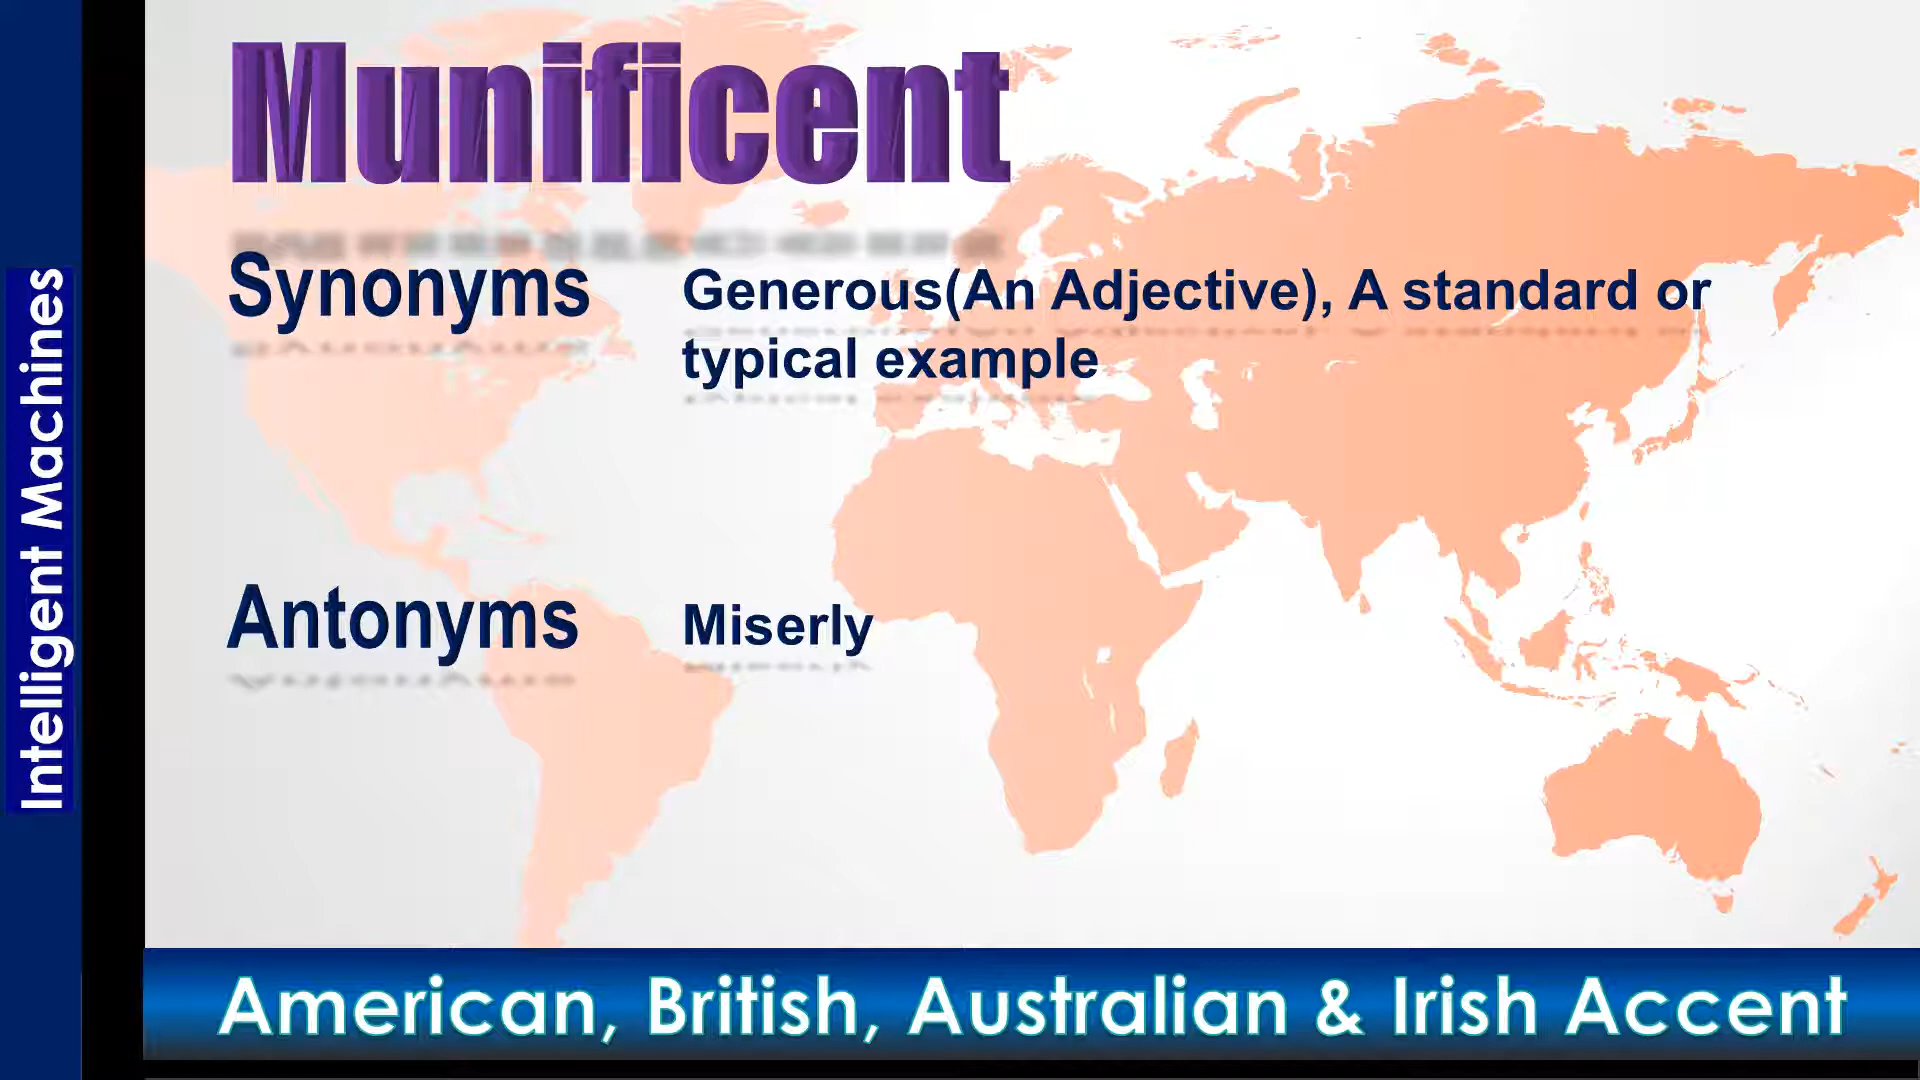 Munificent
Synonyms
Generous(An Adjective), A standard or
typical example
Antonyms
Miserly
Intelligent Machines
American, British, Australian & Irish Accent